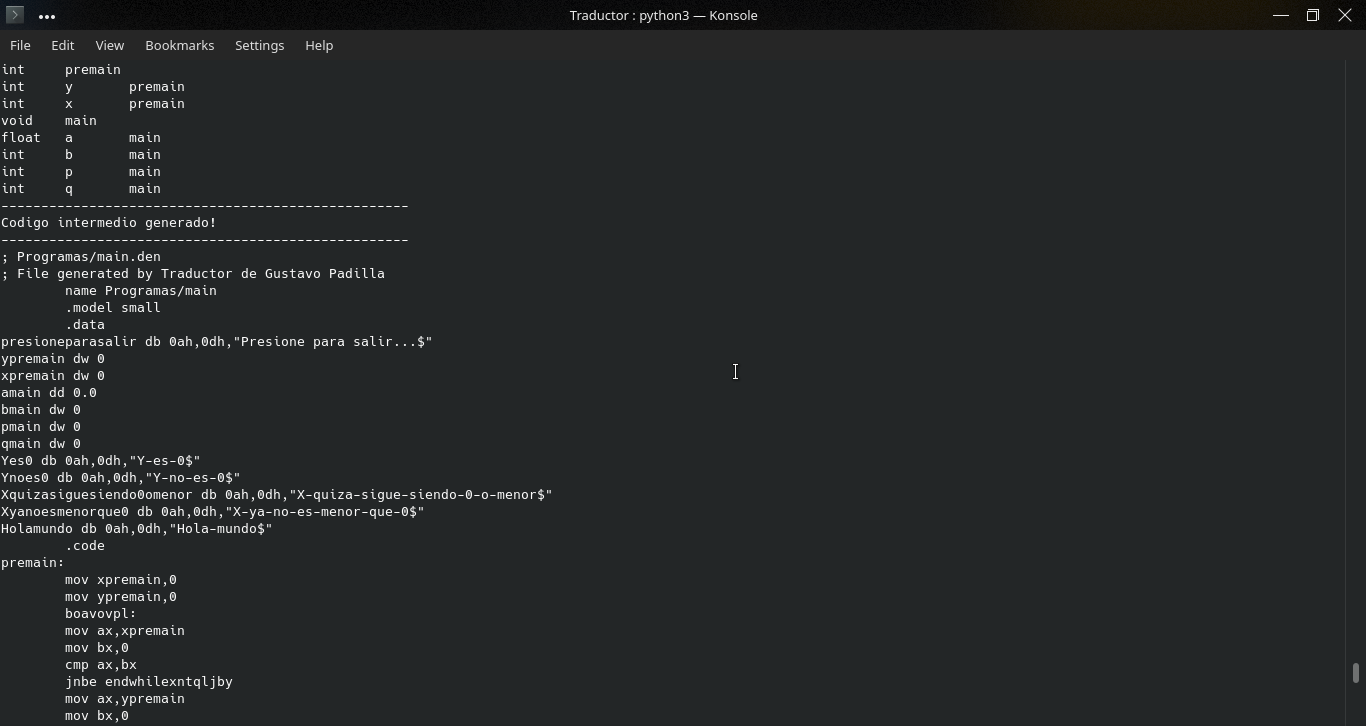 Traductor : python3 — Konsole
File Edit View Bookmarks Settings Help
int     premain
int     y       premain
int     x       premain
void    main
float   a       main
int     b       main
int     p       main
int     q       main
---------------------------------------------------
Codigo intermedio generado!
---------------------------------------------------
; Programas/main.den
; File generated by Traductor de Gustavo Padilla
        name Programas/main
        .model small
        .data
presioneparasalir db 0ah,0dh,"Presione para salir...$"
ypremain dw 0
xpremain dw 0
amain dd 0.0
bmain dw 0
pmain dw 0
qmain dw 0
Yes0 db 0ah,0dh,"Y-es-0$"
Ynoes0 db 0ah,0dh,"Y-no-es-0$"
Xquizasiguesiendo0omenor db 0ah,0dh,"X-quiza-sigue-siendo-0-o-menor$"
Xyanoesmenorque0 db 0ah,0dh,"X-ya-no-es-menor-que-0$"
Holamundo db 0ah,0dh,"Hola-mundo$"
        .code
premain:
        mov xpremain,0
        mov ypremain,0
        boavovpl:
        mov ax,xpremain
        mov bx,0
        cmp ax,bx
        jnbe endwhilexntqljby
        mov ax,ypremain
        mov bx,0